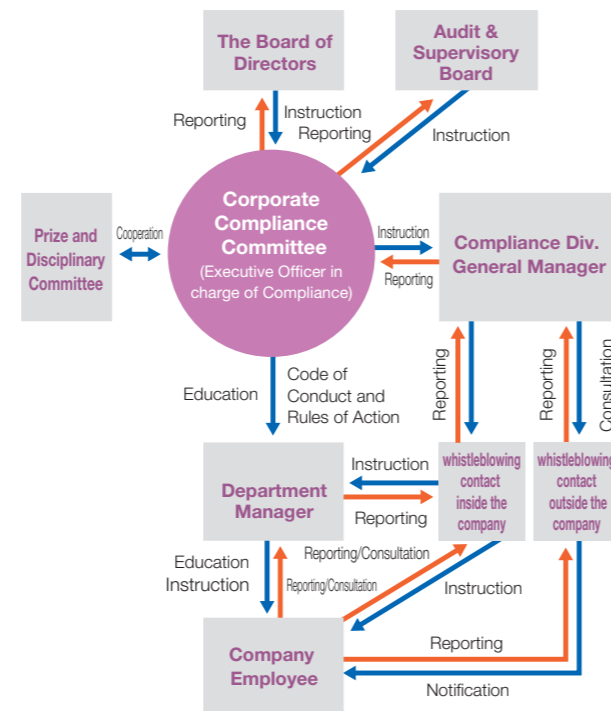 The Board of
Directors
Audit &
Supervisory
Board
Reporting
Instruction
Reporting
Instruction
Prize and
Disciplinary
Committee
Cooperation
Corporate
Compliance
Committee
(Executive Officer in
charge of Compliance)
Instruction
Reporting
Compliance Div.
General Manager
Education
Code of
Conduct and
Rules of Action
Reporting
Reporting
Consultation
Department
Manager
Instruction
Reporting
whistleblowing
contact
inside the
company
whistleblowing
contact
outside the
company
Education
Instruction
Reporting/Consultation
Reporting/Consultation
Instruction
Company
Employee
Reporting
Notification